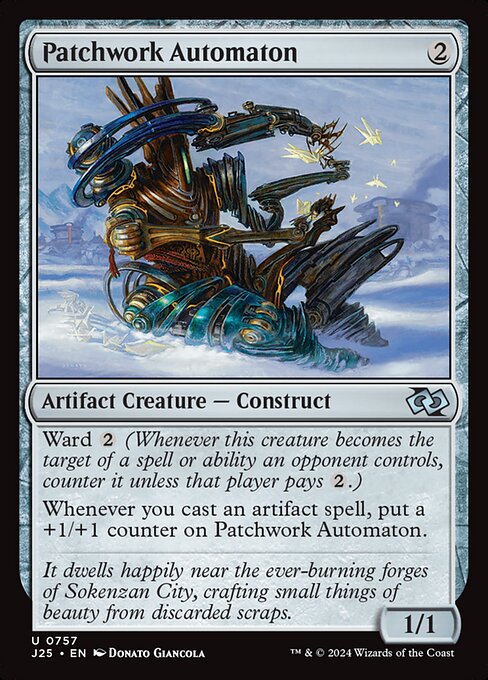 Patchwork Automaton 2
Artifact Creature — Construct
Ward 2 (Whenever this creature becomes the
target of a spell or ability an opponent controls,
counter it unless that player pays 2.)
Whenever you cast an artifact spell, put a
+1/+1 counter on Patchwork Automaton.
It dwells happily near the ever-burning forges
of Sokenzan City, crafting small things of
beauty from discarded scraps.
1/1
U 0757
J25 • EN Donato Giancola ™ & © 2024 Wizards of the Coast